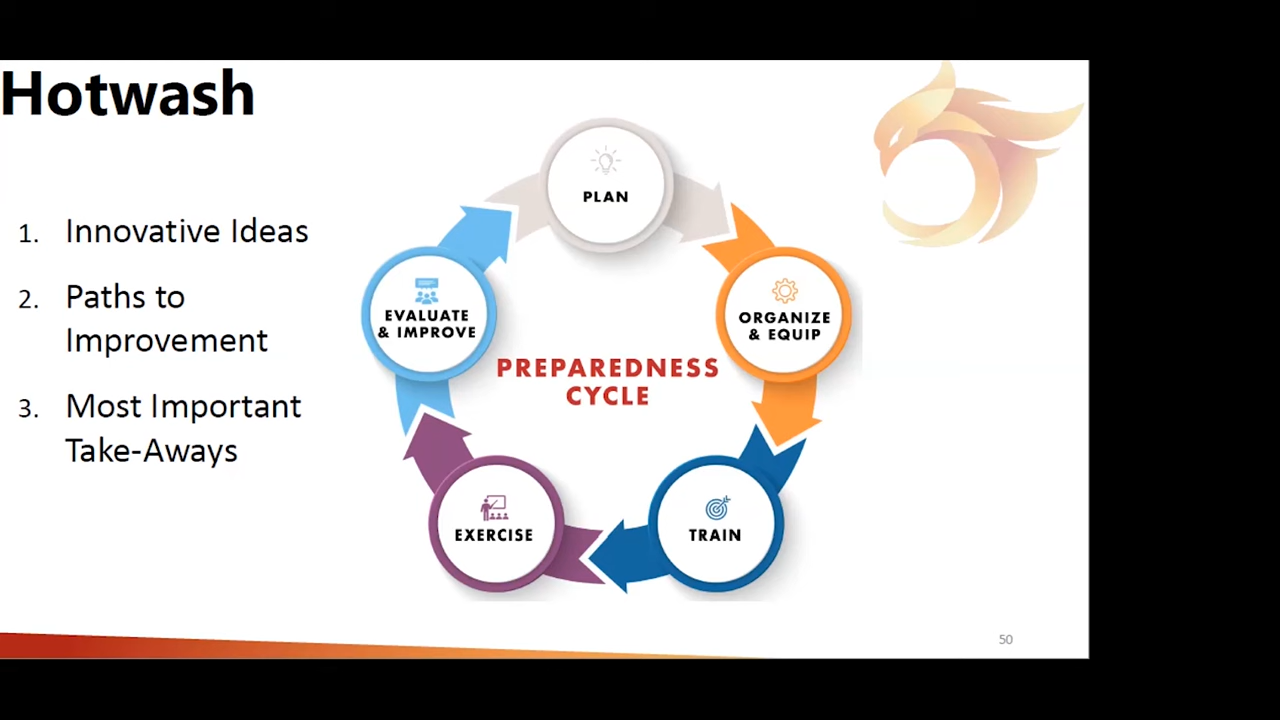 Hotwash
1. Innovative Ideas
2. Paths to
Improvement
3. Most Important
Take-Aways
PLAN
ORGANIZE
& EQUIP
TRAIN
EXERCISE
EVALUATE
& IMPROVE
PREPAREDNESS
CYCLE
50